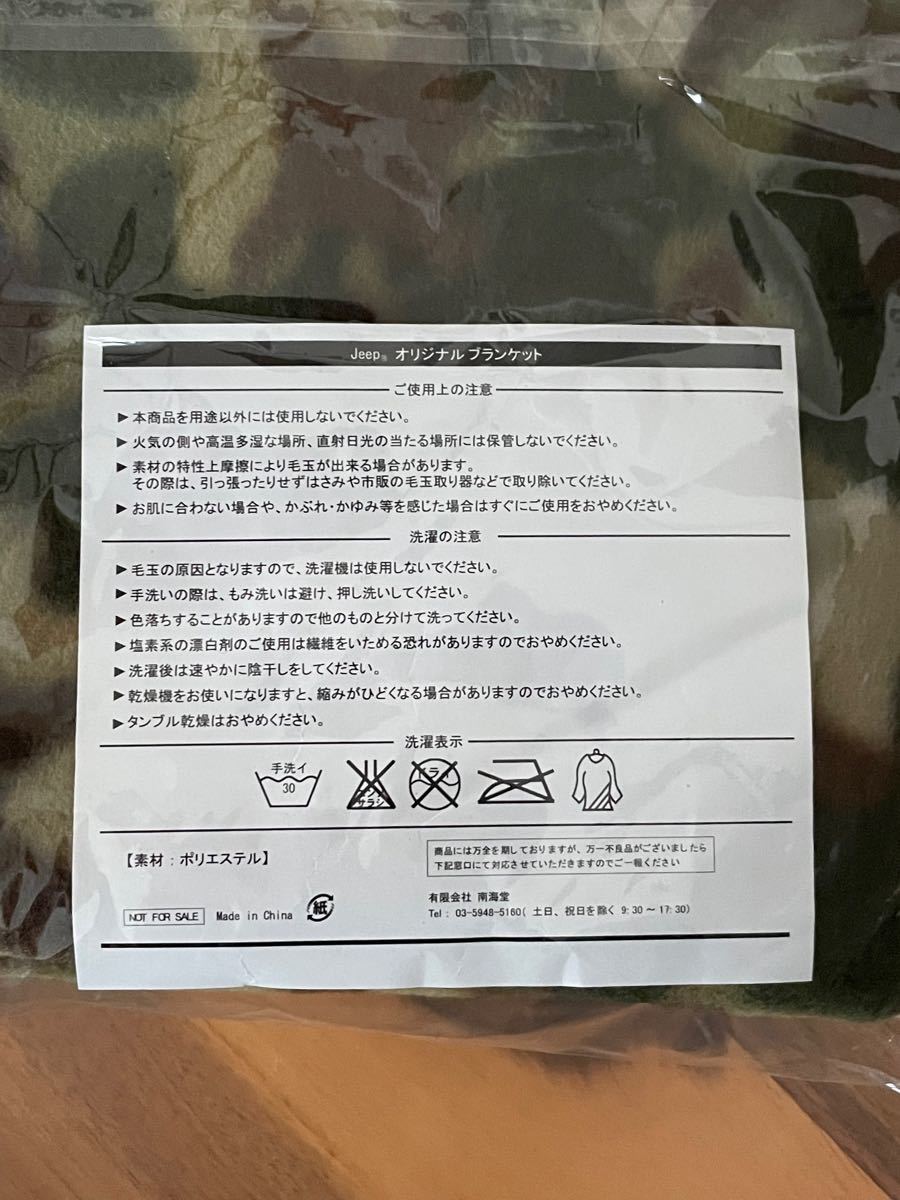 Jeep® オリジナル ブランケット
ご使用上の注意
▶本商品を用途以外には使用しないでください。
▶火気の側や高温多湿な場所、直射日光の当たる場所には保管しないでください。
▶素材の特性上摩擦により毛玉が出来る場合があります。
その際は、引っ張ったりせずはさみや市販の毛玉取り器などで取り除いてください。
▶お肌に合わない場合や、かぶれ・かゆみ等を感じた場合はすぐにご使用をおやめください。
洗濯の注意
▶毛玉の原因となりますので、洗濯機は使用しないでください。
▶手洗いの際は、もみ洗いは避け、押し洗いしてください。
▶色落ちすることがありますので他のものと分けて洗ってください。
▶塩素系の漂白剤のご使用は繊維をいためる恐れがありますのでおやめください。
▶洗濯後は速やかに陰干しをしてください。
▶乾燥機をお使いになりますと、縮みがひどくなる場合がありますのでおやめください。
▶タンブル乾燥はおやめください。
洗濯表示
手洗イ
30
エンソ
サラシ
ドライ
【素材：ポリエステル】
商品には万全を期しておりますが、万一不良品がございましたら
下記窓口にて対応させていただきますのでご一報ください
NOT FOR SALE Made in China 紙
有限会社 南海堂
Tel：03-5948-5160( 土日、祝日を除く 9:30～17:30)